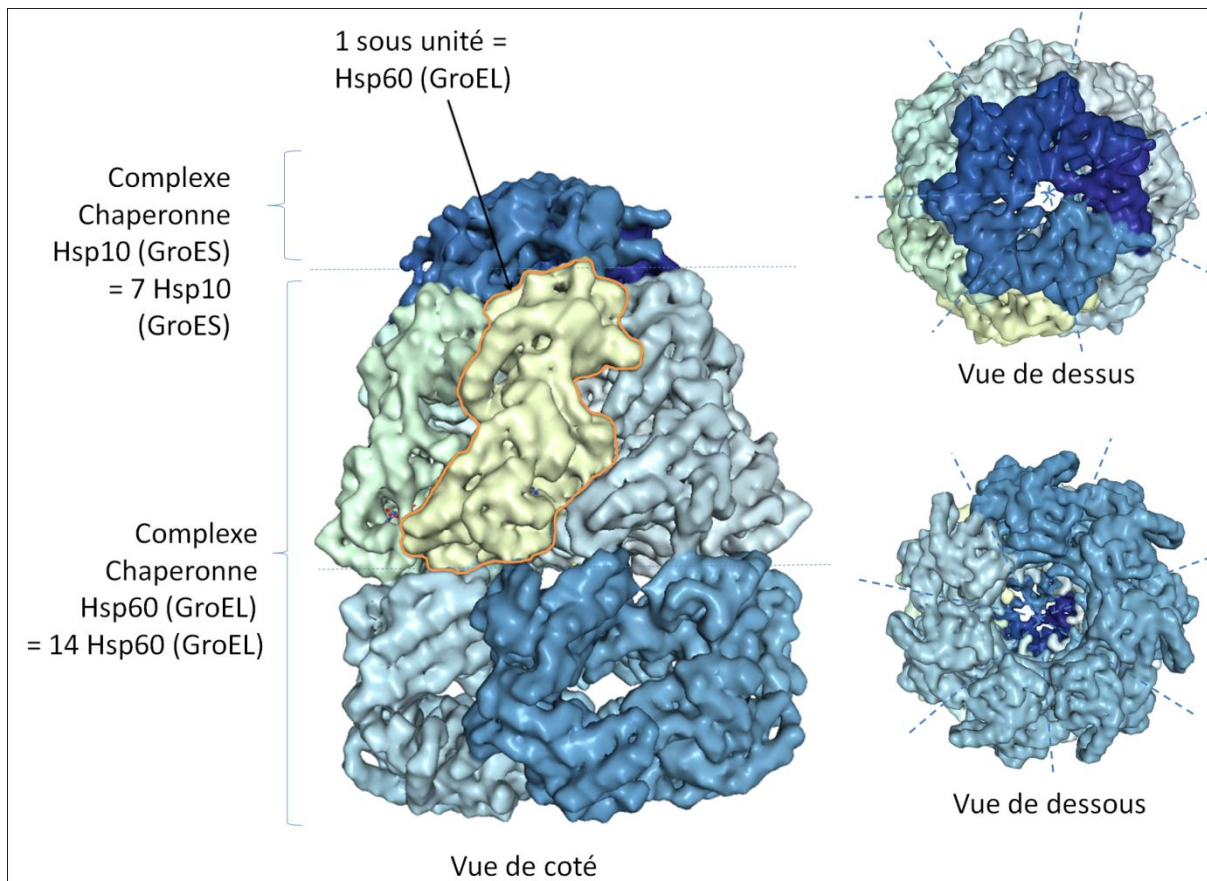 1 sous unité =
Hsp60 (GroEL)
Complexe
Chaperonne
Hsp10 (GroES)
= 7 Hsp10
(GroES)
Complexe
Chaperonne
Hsp60 (GroEL)
= 14 Hsp60 (GroEL)
Vue de coté
Vue de dessus
Vue de dessous